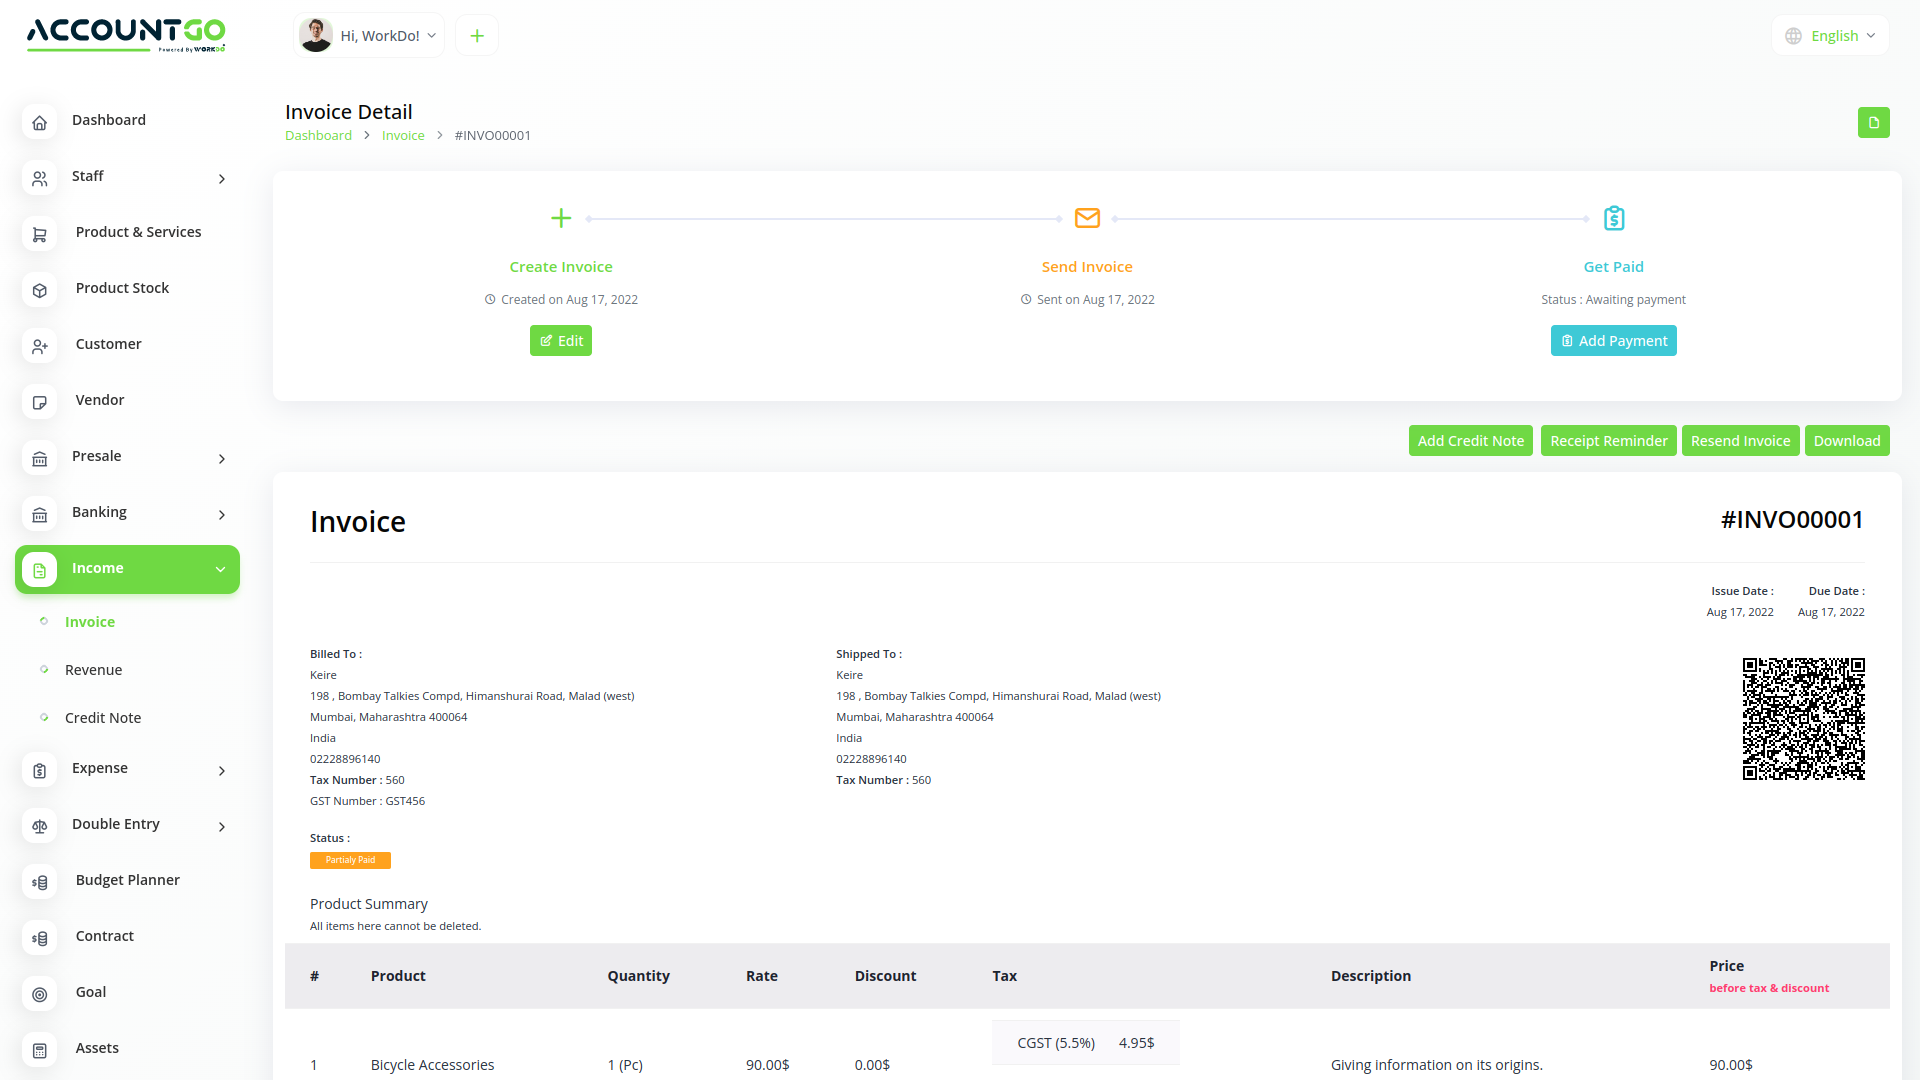 ACCOUNTGO
Powered By WORKDO
Hi, WorkDo!
English
Dashboard
Staff
Product & Services
Product Stock
Customer
Vendor
Presale
Banking
Income
Invoice
Revenue
Credit Note
Expense
Double Entry
Budget Planner
Contract
Goal
Assets
Invoice Detail
Dashboard > Invoice > #INVO00001
Create Invoice
Created on Aug 17, 2022
Edit
Send Invoice
Sent on Aug 17, 2022
Get Paid
Status : Awaiting payment
Add Payment
Add Credit Note
Receipt Reminder
Resend Invoice
Download
Invoice
#INVO00001
Issue Date :
Aug 17, 2022
Due Date :
Aug 17, 2022
Billed To :
Keire
198 , Bombay Talkies Compd, Himanshurai Road, Malad (west)
Mumbai, Maharashtra 400064
India
02228896140
Tax Number : 560
GST Number : GST456
Shipped To :
Keire
198 , Bombay Talkies Compd, Himanshurai Road, Malad (west)
Mumbai, Maharashtra 400064
India
02228896140
Tax Number : 560
Status :
Partialy Paid
Product Summary
All items here cannot be deleted.
# Product Quantity Rate Discount Tax Description Price
before tax & discount
CGST (5.5%) 4.95$
1 Bicycle Accessories 1 (Pc) 90.00$ 0.00$ Giving information on its origins. 90.00$